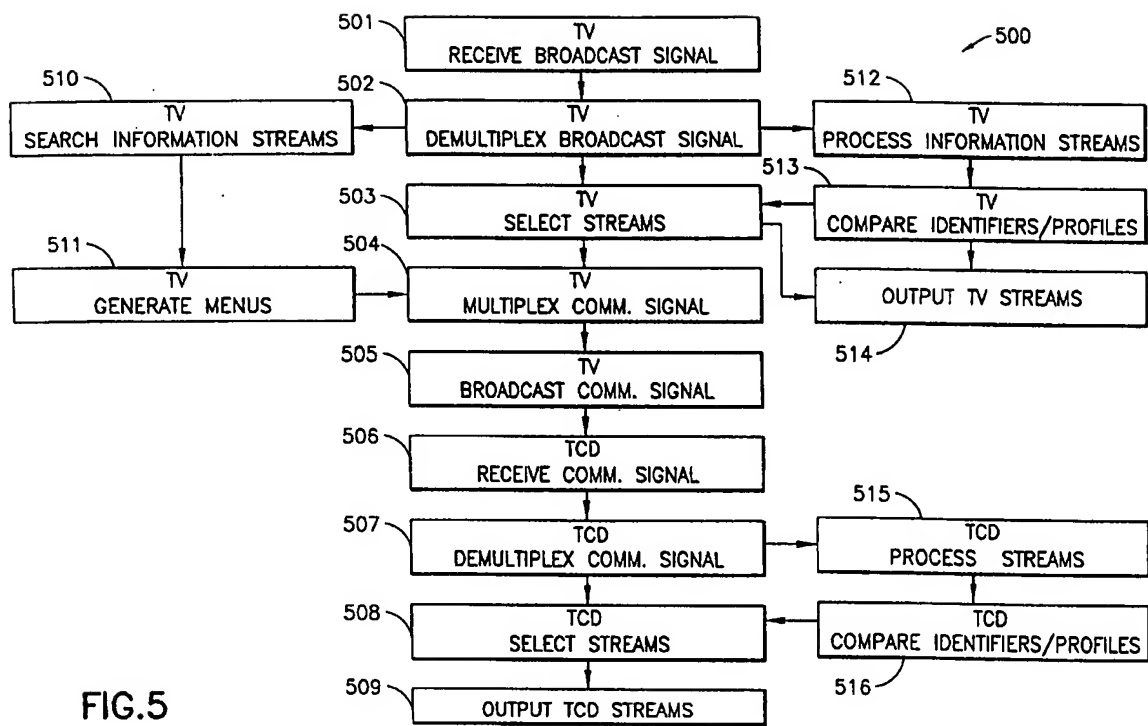 501
TV
RECEIVE BROADCAST SIGNAL
500
510
TV
SEARCH INFORMATION STREAMS
502
TV
DEMULTIPLEX BROADCAST SIGNAL
512
TV
PROCESS INFORMATION STREAMS
503
TV
SELECT STREAMS
513
TV
COMPARE IDENTIFIERS/PROFILES
511
TV
GENERATE MENUS
504
TV
MULTIPLEX COMM. SIGNAL
OUTPUT TV STREAMS
514
505
TV
BROADCAST COMM. SIGNAL
506
TCD
RECEIVE COMM. SIGNAL
507
TCD
DEMULTIPLEX COMM. SIGNAL
515
TCD
PROCESS STREAMS
508
TCD
SELECT STREAMS
TCD
COMPARE IDENTIFIERS/PROFILES
516
509
OUTPUT TCD STREAMS
FIG.5